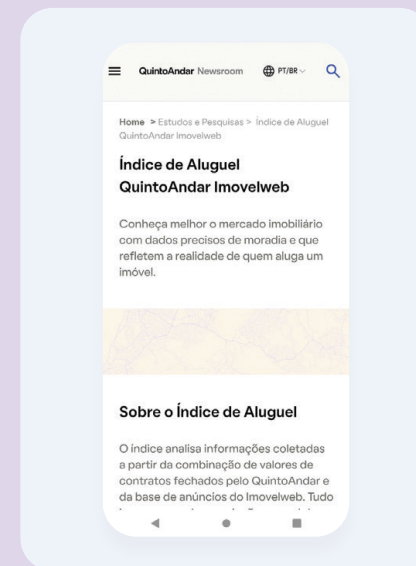 QuintoAndar Newsroom PT/BR
Home > Estudos e Pesquisas > Índice de Aluguel
QuintoAndar Imovelweb
Índice de Aluguel
QuintoAndar Imovelweb
Conheça melhor o mercado imobiliário
com dados precisos de moradia e que
refletem a realidade de quem aluga um
imóvel.
Sobre o Índice de Aluguel
O índice analisa informações coletadas
a partir da combinação de valores de
contratos fechados pelo QuintoAndar e
da base de anúncios do Imovelweb. Tudo